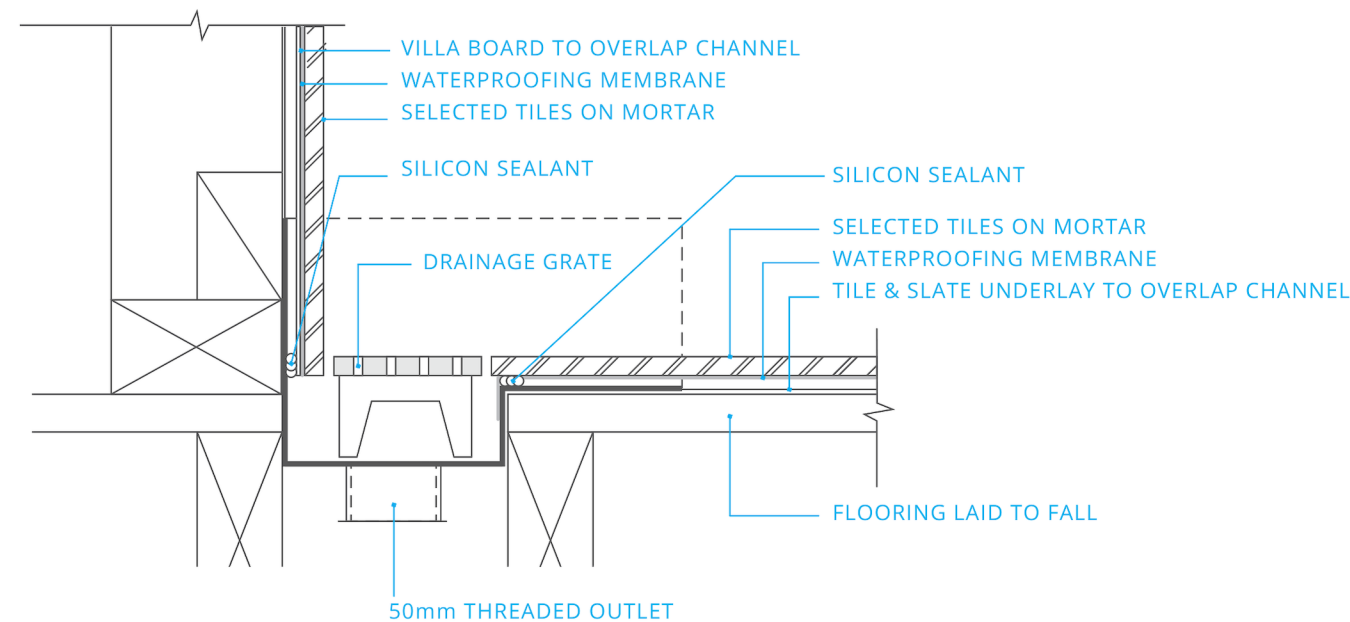 VILLA BOARD TO OVERLAP CHANNEL
WATERPROOFING MEMBRANE
SELECTED TILES ON MORTAR
SILICON SEALANT
SILICON SEALANT
SELECTED TILES ON MORTAR
WATERPROOFING MEMBRANE
TILE & SLATE UNDERLAY TO OVERLAP CHANNEL
DRAINAGE GRATE
FLOORING LAID TO FALL
50mm THREADED OUTLET